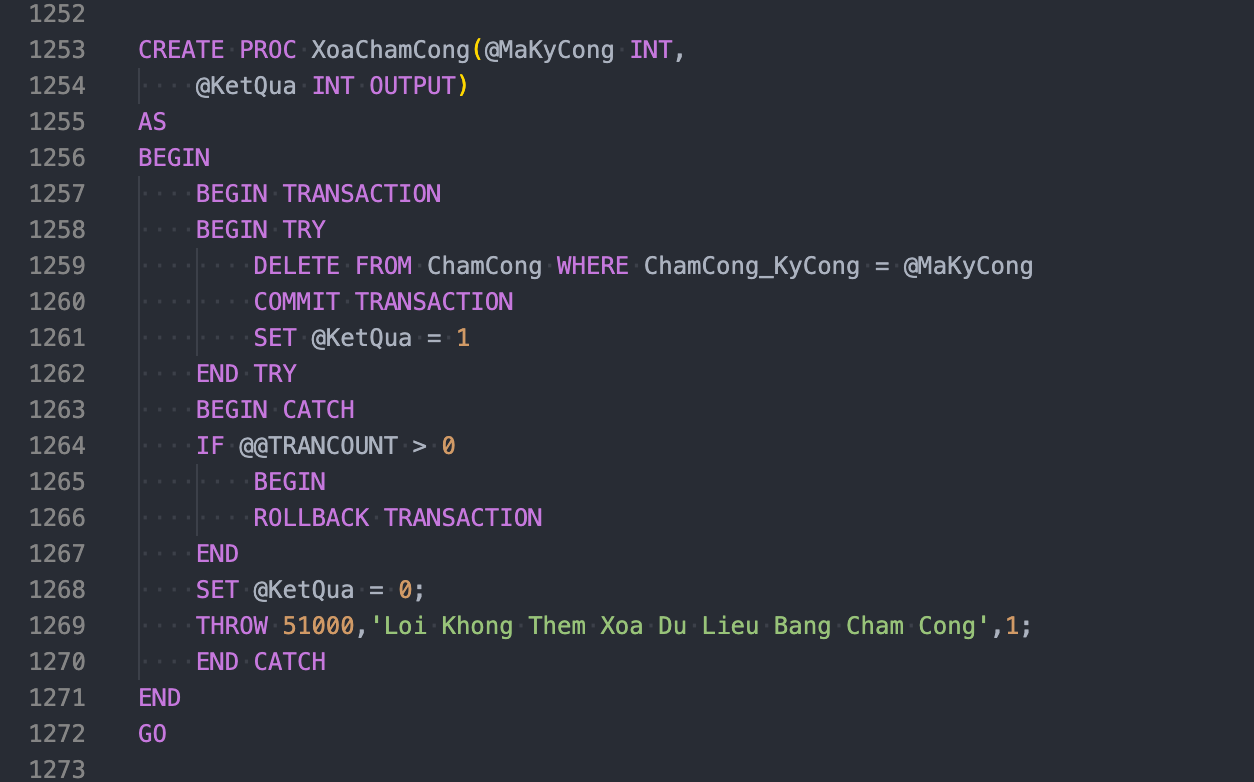 1252
1253 CREATE PROC XoaChamCong(@MaKyCong INT,
1254     @KetQua INT OUTPUT)
1255 AS
1256 BEGIN
1257     BEGIN TRANSACTION
1258     BEGIN TRY
1259         DELETE FROM ChamCong WHERE ChamCong_KyCong = @MaKyCong
1260         COMMIT TRANSACTION
1261         SET @KetQua = 1
1262     END TRY
1263     BEGIN CATCH
1264     IF @@TRANCOUNT > 0
1265         BEGIN
1266         ROLLBACK TRANSACTION
1267     END
1268     SET @KetQua = 0;
1269     THROW 51000,'Loi Khong Them Xoa Du Lieu Bang Cham Cong',1;
1270     END CATCH
1271 END
1272 GO
1273